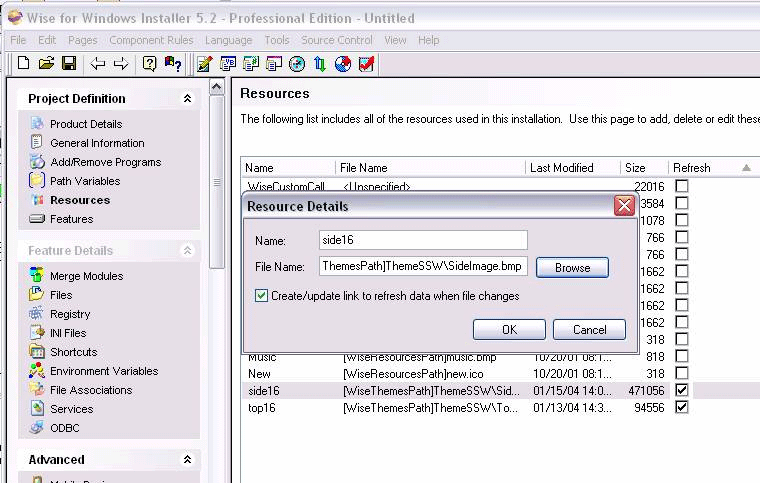 Wise for Windows Installer 5.2 - Professional Edition - Untitled
File Edit Pages Component Rules Language Tools Source Control View Help
Project Definition
Product Details
General Information
Add/Remove Programs
Path Variables
Resources
Features
Feature Details
Merge Modules
Files
Registry
INI Files
Shortcuts
Environment Variables
File Associations
Services
ODBC
Advanced
Resources
The following list includes all of the resources used in this installation. Use this page to add, delete or edit these
Name File Name Last Modified Size Refresh
WiseCustomCall <Unspecified> 22016
3584
1078
766
766
1662
1662
1662
1662
318
Music [WiseResourcesPath]music.bmp 10/20/01 08:1... 818
New [WiseResourcesPath]new.ico 10/20/01 08:1... 318
side16 [WiseThemesPath]ThemeSSW\Sid... 01/15/04 14:0... 471056
top16 [WiseThemesPath]ThemeSSW\To... 01/13/04 14:3... 94556
Resource Details
Name: side16
File Name: ThemesPath]ThemeSSW\SideImage.bmp Browse
Create/update link to refresh data when file changes
OK Cancel